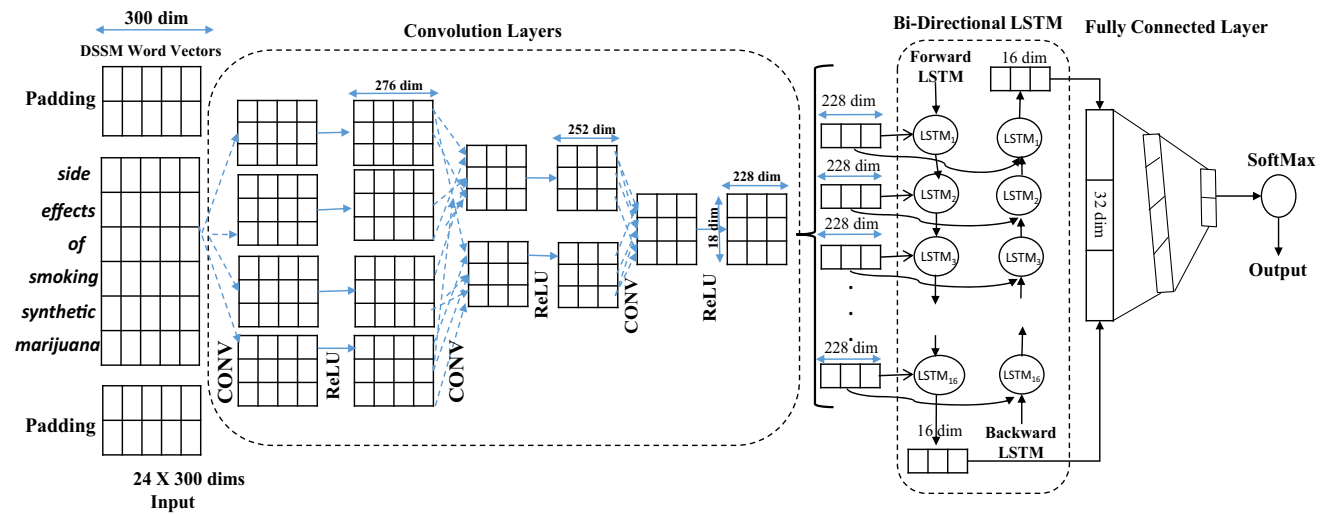 300 dim
DSSM Word Vectors
Padding
side
effects
of
smoking
synthetic
marijuana
Padding
24 X 300 dims
Input
Convolution Layers
276 dim
252 dim
228 dim
18 dim
CONV
ReLU
CONV
ReLU
CONV
ReLU
228 dim
228 dim
228 dim
.
.
.
228 dim
Bi-Directional LSTM
Forward
LSTM
16 dim
LSTM1
LSTM1
LSTM2
LSTM2
LSTM3
LSTM3
LSTM16
LSTM16
16 dim
Backward
LSTM
Fully Connected Layer
32 dim
SoftMax
Output